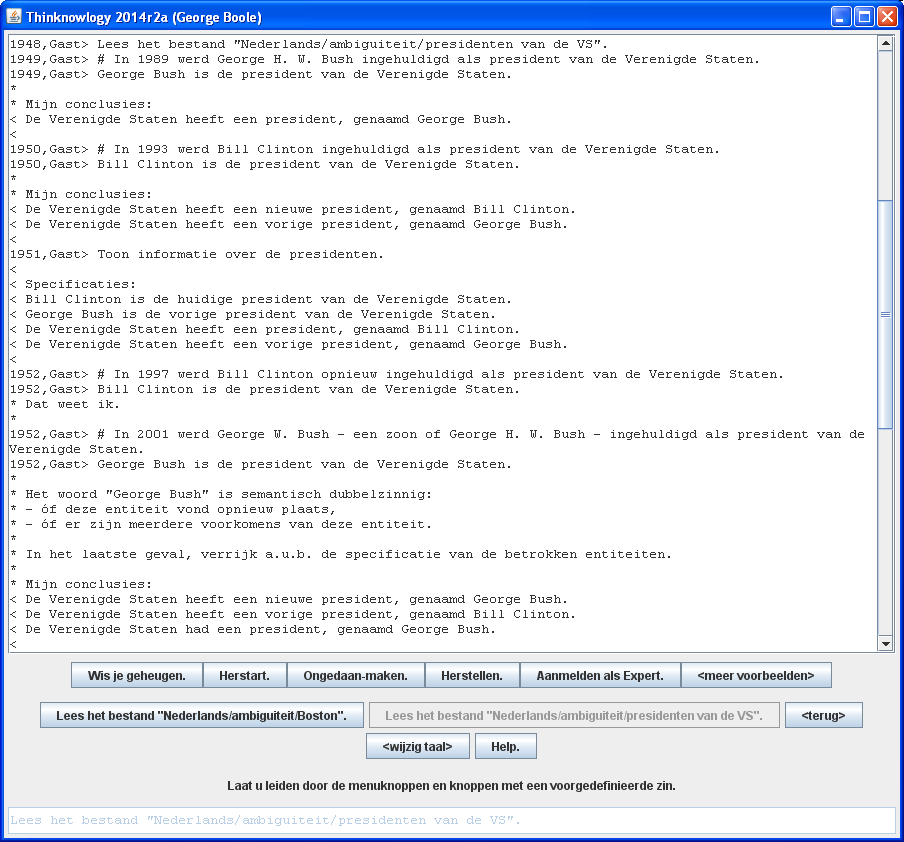 Thinknowlogy 2014r2a (George Boole)
1948,Gast> Lees het bestand "Nederlands/ambiguiteit/presidenten van de VS".
1949,Gast> # In 1989 werd George H. W. Bush ingehuldigd als president van de Verenigde Staten.
1949,Gast> George Bush is de president van de Verenigde Staten.
*
* Mijn conclusies:
< De Verenigde Staten heeft een president, genaamd George Bush.
<
1950,Gast> # In 1993 werd Bill Clinton ingehuldigd als president van de Verenigde Staten.
1950,Gast> Bill Clinton is de president van de Verenigde Staten.
*
* Mijn conclusies:
< De Verenigde Staten heeft een nieuwe president, genaamd Bill Clinton.
< De Verenigde Staten heeft een vorige president, genaamd George Bush.
<
1951,Gast> Toon informatie over de presidenten.
<
< Specificaties:
< Bill Clinton is de huidige president van de Verenigde Staten.
< George Bush is de vorige president van de Verenigde Staten.
< De Verenigde Staten heeft een president, genaamd Bill Clinton.
< De Verenigde Staten heeft een vorige president, genaamd George Bush.
<
1952,Gast> # In 1997 werd Bill Clinton opnieuw ingehuldigd als president van de Verenigde Staten.
1952,Gast> Bill Clinton is de president van de Verenigde Staten.
* Dat weet ik.
*
1952,Gast> # In 2001 werd George W. Bush - een zoon of George H. W. Bush - ingehuldigd als president van de
Verenigde Staten.
1952,Gast> George Bush is de president van de Verenigde Staten.
*
* Het woord "George Bush" is semantisch dubbelzinnig:
* - óf deze entiteit vond opnieuw plaats,
* - óf er zijn meerdere voorkomens van deze entiteit.
*
* In het laatste geval, verrijk a.u.b. de specificatie van de betrokken entiteiten.
*
* Mijn conclusies:
< De Verenigde Staten heeft een nieuwe president, genaamd George Bush.
< De Verenigde Staten heeft een vorige president, genaamd Bill Clinton.
< De Verenigde Staten had een president, genaamd George Bush.
<
Wis je geheugen. Herstart. Ongedaan-maken. Herstellen. Aanmelden als Expert. <meer voorbeelden>
Lees het bestand "Nederlands/ambiguiteit/Boston". Lees het bestand "Nederlands/ambiguiteit/presidenten van de VS". <terug>
<wijzig taal> Help.
Laat u leiden door de menuknoppen en knoppen met een voorgedefinieerde zin.
Lees het bestand "Nederlands/ambiguiteit/presidenten van de VS".